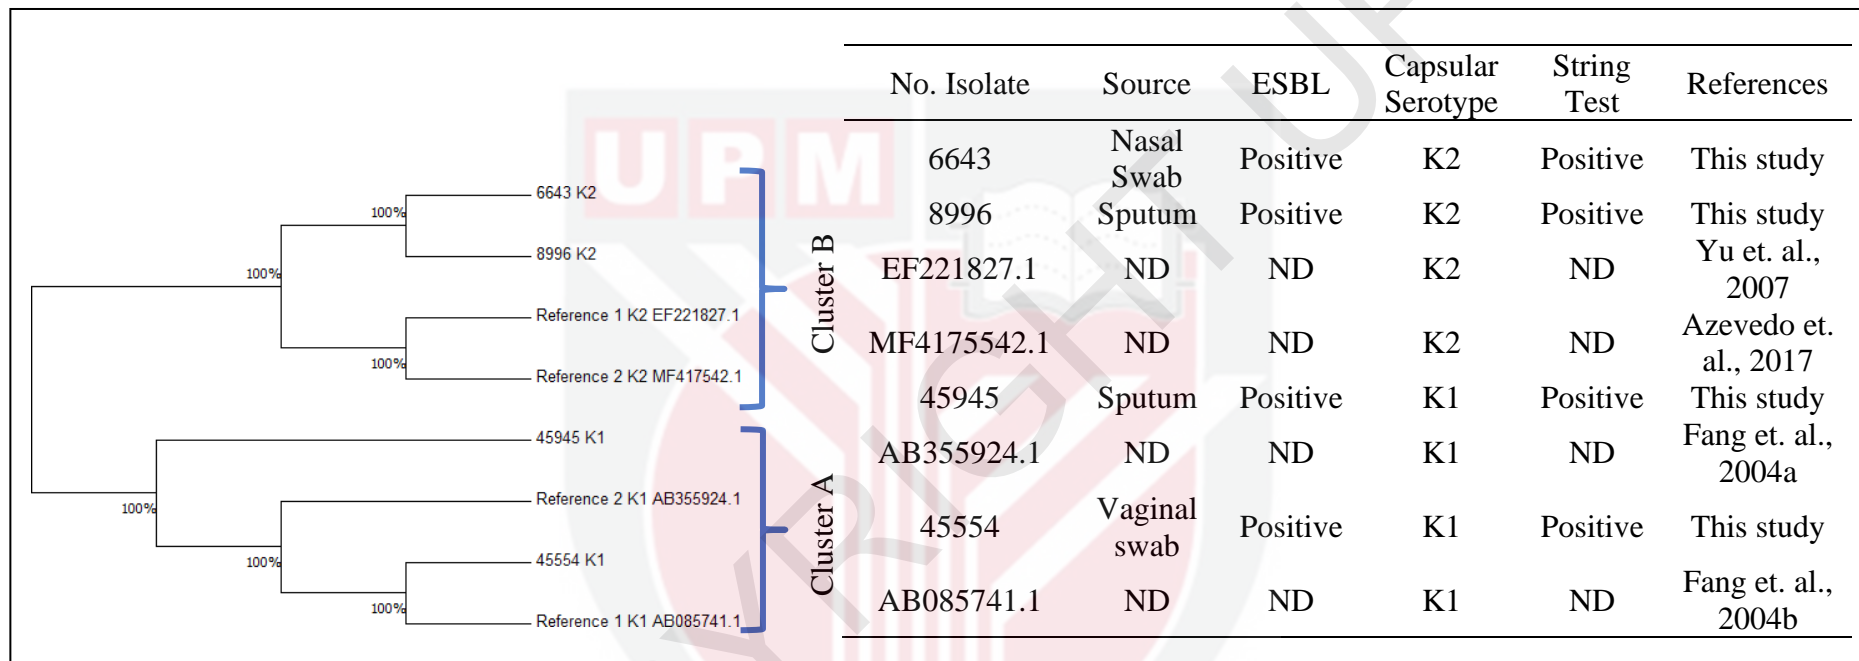 No. Isolate Source ESBL Capsular Serotype String Test References
6643 Nasal Swab Positive K2 Positive This study
8996 Sputum Positive K2 Positive This study
EF221827.1 ND ND K2 ND Yu et. al., 2007
MF4175542.1 ND ND K2 ND Azevedo et. al., 2017
45945 Sputum Positive K1 Positive This study
AB355924.1 ND ND K1 ND Fang et. al., 2004a
45554 Vaginal swab Positive K1 Positive This study
AB085741.1 ND ND K1 ND Fang et. al., 2004b
6643 K2
100%
8996 K2
100%
Reference 1 K2 EF221827.1
100%
Reference 2 K2 MF417542.1
45945 K1
Reference 2 K1 AB355924.1
100%
45554 K1
100%
100%
Reference 1 K1 AB085741.1
Cluster B
Cluster A
UPM
YRIGHT UP